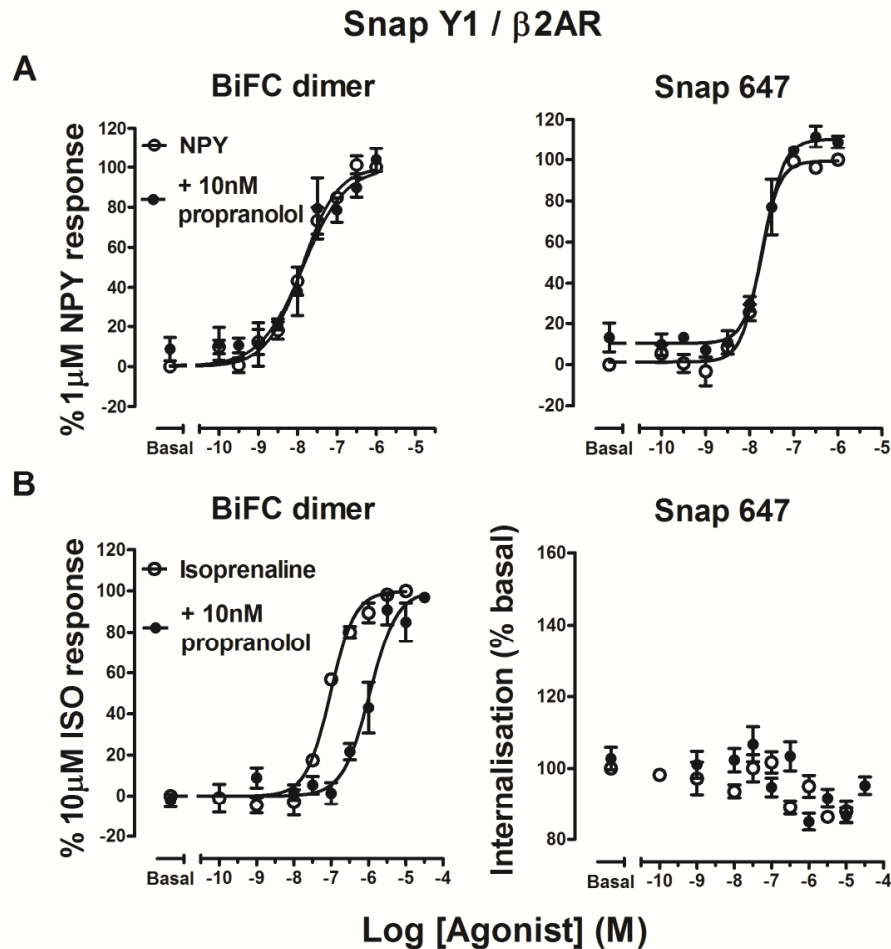 Snap Y1 / β2AR
A
BiFC dimer
Snap 647
% 1μM NPY response
120
100
80
60
40
20
0
-20
NPY
+ 10nM
propranolol
Basal -10 -9 -8 -7 -6 -5
120
100
80
60
40
20
0
-20
Basal -10 -9 -8 -7 -6 -5
B
BiFC dimer
Snap 647
% 10μM ISO response
120
100
80
60
40
20
0
-20
Isoprenaline
+ 10nM
propranolol
Basal -10 -9 -8 -7 -6 -5 -4
Internalisation (% basal)
160
140
120
100
80
Basal -10 -9 -8 -7 -6 -5 -4
Log [Agonist] (M)